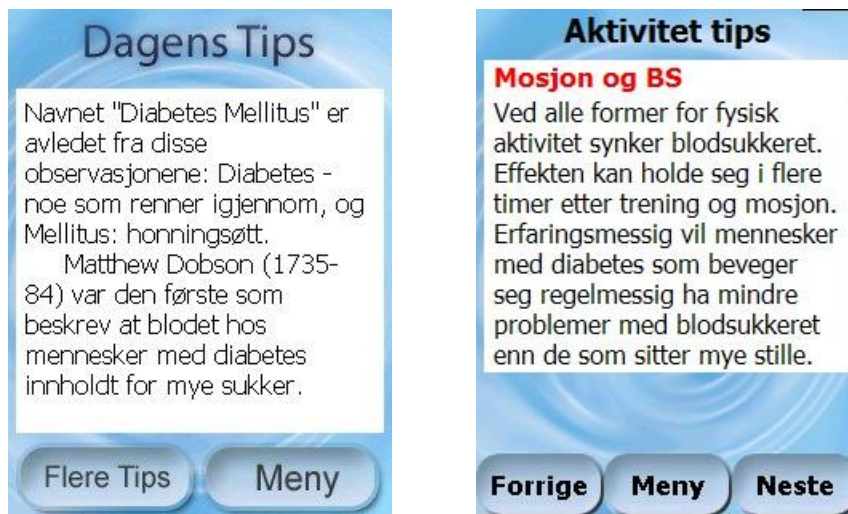 Dagens Tips
Navnet "Diabetes Mellitus" er
avledet fra disse
observasjonene: Diabetes -
noe som renner igjennom, og
Mellitus: honningsøtt.
Matthew Dobson (1735-
84) var den første som
beskrev at blodet hos
mennesker med diabetes
innholdt for mye sukker.
Flere Tips
Meny
Aktivitet tips
Mosjon og BS
Ved alle former for fysisk
aktivitet synker blodsukkeret.
Effekten kan holde seg i flere
timer etter trening og mosjon.
Erfaringsmessig vil mennesker
med diabetes som beveger
seg regelmessig ha mindre
problemer med blodsukkeret
enn de som sitter mye stille.
Forrige
Meny
Neste